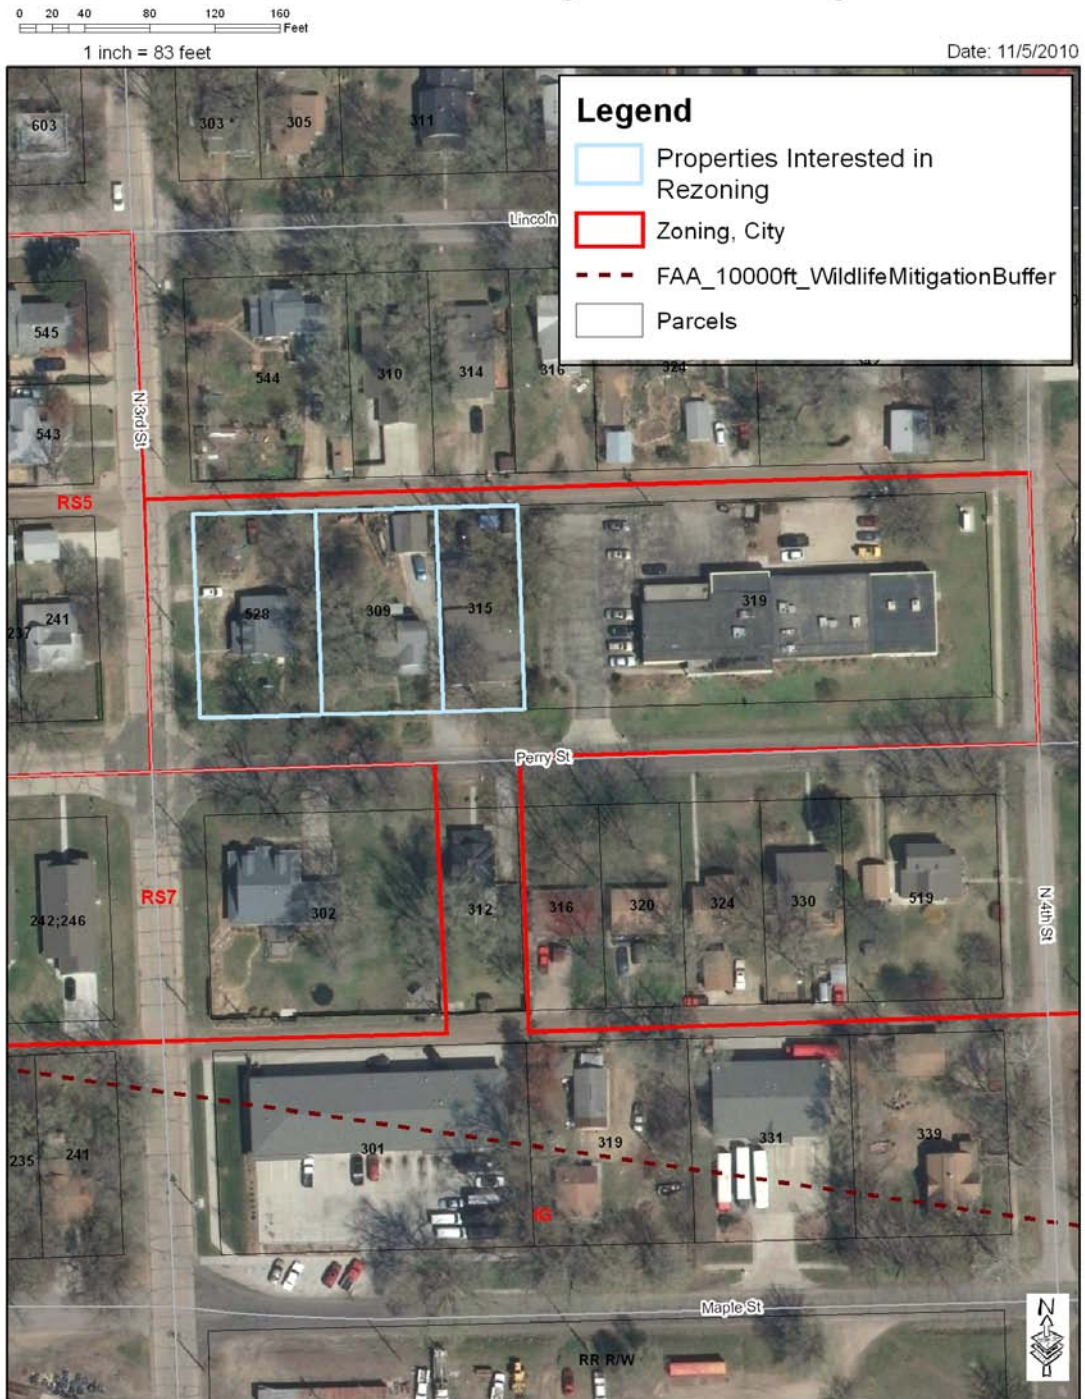 0 20 40 80 120 160
Feet
1 inch = 83 feet
Date: 11/5/2010
Legend
Properties Interested in
Rezoning
Zoning, City
FAA_10000ft_WildlifeMitigationBuffer
Parcels
603
303
305
311
Lincoln
545
544
310
314
316
324
N 3rd St
543
RS5
241
237
528
309
315
319
Perry St
242;246
RS7
302
312
316
320
324
330
519
N 4th St
235
241
301
319
331
339
IG
Maple St
RR R/W
N